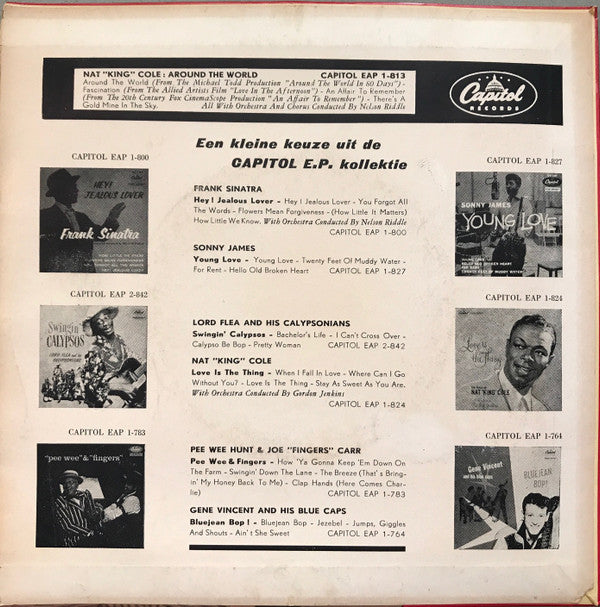 NAT "KING" COLE : AROUND THE WORLD CAPITOL EAP 1-813
Around The World (From The Michael Todd Production "Around The World In 80 Days") -
Fascination (From The Allied Artists Film "Love In The Afternoon") - An Affair To Remember
(From The 20th Century Fox CinemaScope Production "An Affair To Remember") - There's A
Gold Mine In The Sky. All With Orchestra And Chorus Conducted By Nelson Riddle
Capitol
RECORDS
Een kleine keuze uit de
CAPITOL E.P. kollektie
CAPITOL EAP 1-800
HEY!
JEALOUS LOVER
Frank Sinatra
FRANK SINATRA
Hey! Jealous Lover - Hey ! Jealous Lover - You Forgot All
The Words - Flowers Mean Forgiveness - (How Little It Matters)
How Little We Know. With Orchestra Conducted By Nelson Riddle
CAPITOL EAP 1-800
SONNY JAMES
Young Love - Young Love - Twenty Feet Of Muddy Water -
For Rent - Hello Old Broken Heart CAPITOL EAP 1-827
CAPITOL EAP 1-827
SONNY JAMES
YOUNG LOVE
CAPITOL EAP 2-842
Swingin'
CALYPSOS
LORD FLEA and his
CALYPSONIANS
LORD FLEA AND HIS CALYPSONIANS
Swingin' Calypsos - Bachelor's Life - I Can't Cross Over -
Calypso Be Bop - Pretty Woman CAPITOL EAP 2-842
NAT "KING" COLE
Love Is The Thing - When I Fall In Love - Where Can I Go
Without You? - Love Is The Thing - Stay As Sweet As You Are.
With Orchestra Conducted By Gordon Jenkins
CAPITOL EAP 1-824
CAPITOL EAP 1-824
Love is
the Thing
NAT 'KING' COLE
CAPITOL EAP 1-783
"pee wee" & "fingers"
PEE WEE HUNT & JOE "FINGERS" CARR
Pee Wee & Fingers - How 'Ya Gonna Keep 'Em Down On
The Farm - Swingin' Down The Lane - The Breeze (That's Bring-
in' My Honey Back To Me) - Clap Hands (Here Comes Char-
lie) CAPITOL EAP 1-783
GENE VINCENT AND HIS BLUE CAPS
Bluejean Bop ! - Bluejean Bop - Jezebel - Jumps, Giggles
And Shouts - Ain't She Sweet CAPITOL EAP 1-764
CAPITOL EAP 1-764
Gene Vincent
and his blue caps
BLUEJEAN
BOP!